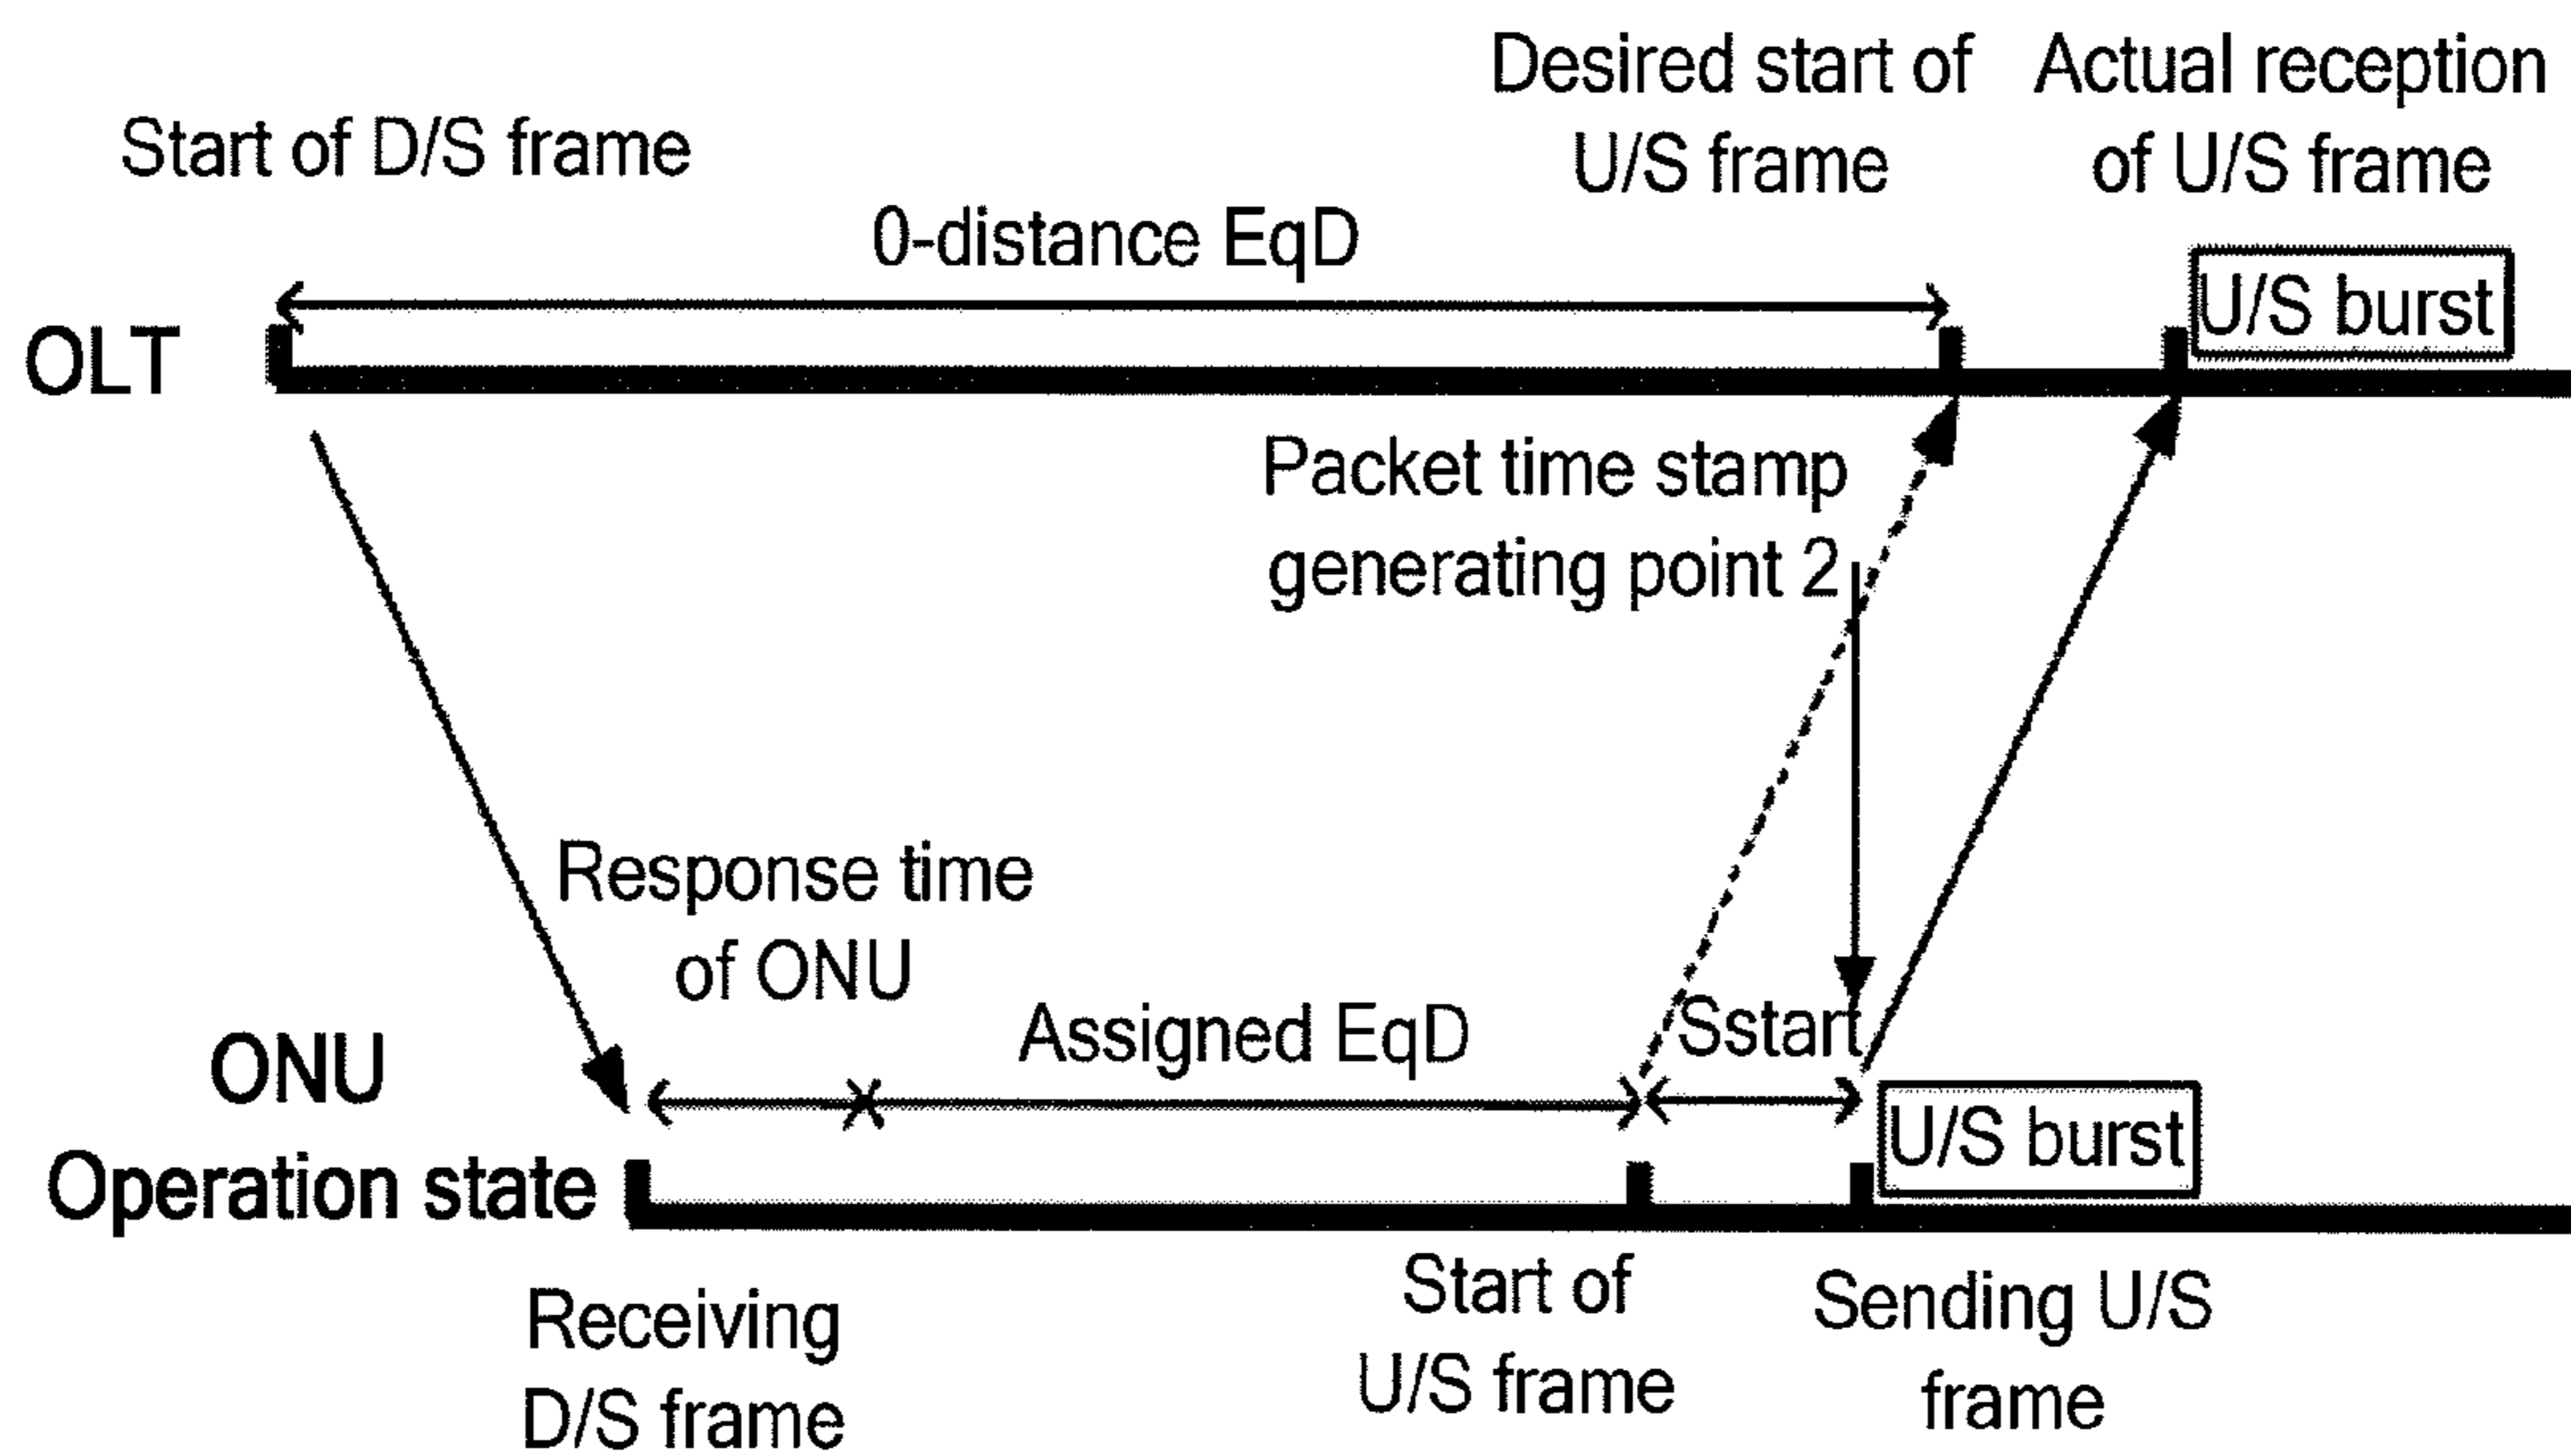 Desired start of
U/S frame
Actual reception
of U/S frame
Start of D/S frame
0-distance EqD
U/S burst
OLT
Packet time stamp
generating point 2
Response time
of ONU
Assigned EqD
Sstart
ONU
Operation state
U/S burst
Receiving
D/S frame
Start of
U/S frame
Sending U/S
frame